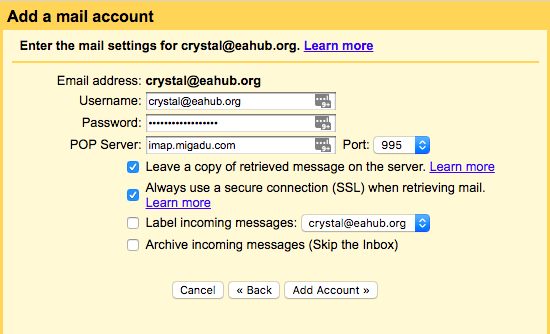 Add a mail account
Enter the mail settings for crystal@eahub.org. Learn more
Email address: crystal@eahub.org
Username: crystal@eahub.org
Password: ••••••••••••••••••
POP Server: imap.migadu.com Port: 995
Leave a copy of retrieved message on the server. Learn more
Always use a secure connection (SSL) when retrieving mail.
Learn more
Label incoming messages: crystal@eahub.org
Archive incoming messages (Skip the Inbox)
Cancel « Back Add Account »